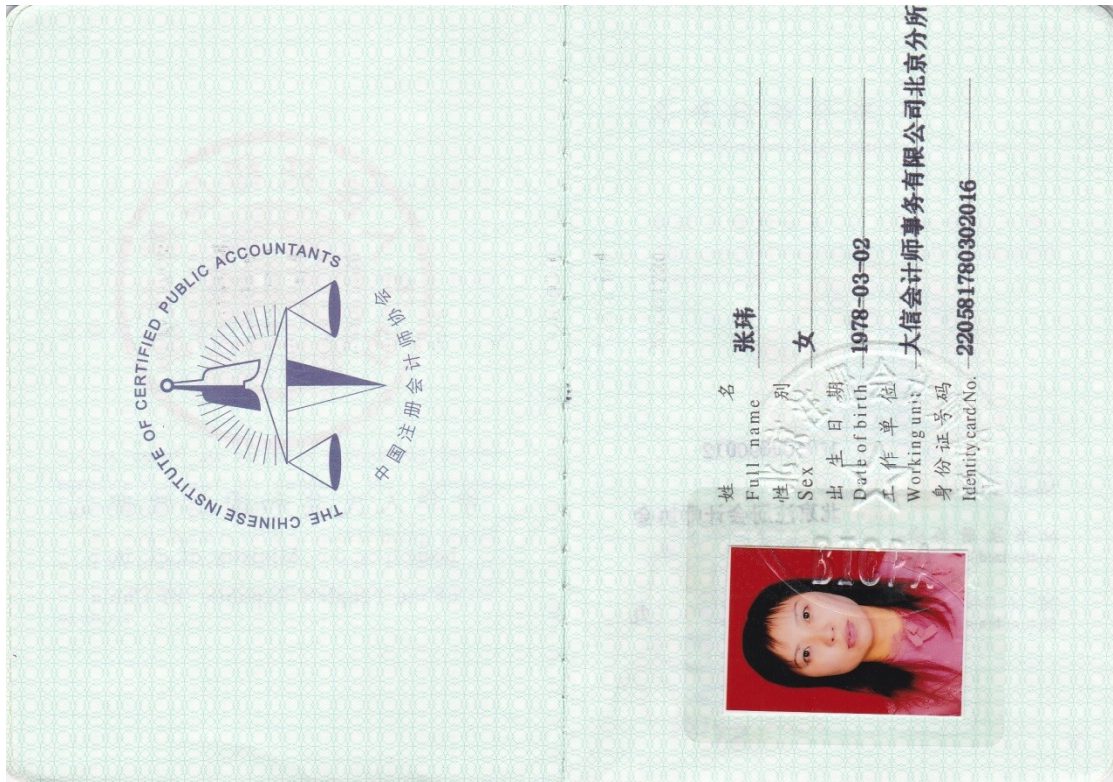 THE CHINESE INSTITUTE OF CERTIFIED PUBLIC ACCOUNTANTS
中国注册会计师协会
姓 名 张玮
Full name
性 别 女
Sex
出生日期 1978-03-02
Date of birth
工作单位 大信会计师事务有限公司北京分所
Working unit
身份证号码 220581780302016
Identity card No.
BICPA